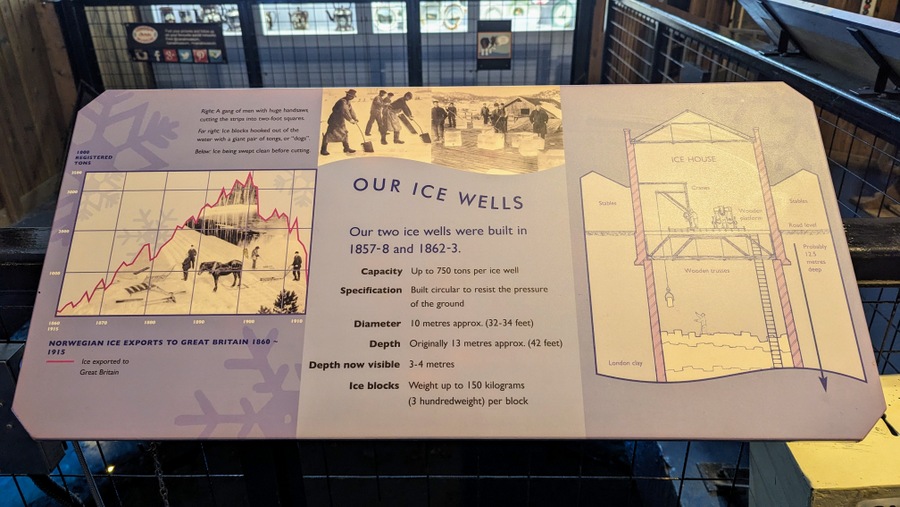 Right: A gang of men with huge handsaws
cutting the strips into two-foot squares.
Far right: Ice blocks hooked out of the
water with a giant pair of tongs, or "dogs".
Below: Ice being swept clean before cutting.
1000
REGISTERED
TONS
3000
2000
1000
1860
1915
1870
1880
1890
1900
1910
NORWEGIAN ICE EXPORTS TO GREAT BRITAIN 1860 –
1915
Ice exported to
Great Britain
OUR ICE WELLS
Our two ice wells were built in
1857-8 and 1862-3.
Capacity Up to 750 tons per ice well
Specification Built circular to resist the pressure
of the ground
Diameter 10 metres approx. (32-34 feet)
Depth Originally 13 metres approx. (42 feet)
Depth now visible 3-4 metres
Ice blocks Weight up to 150 kilograms
(3 hundredweight) per block
ICE HOUSE
Crane
Stables
Wooden
platform
Stables
Road level
Wooden trusses
Probably
12.5
metres
deep
London clay